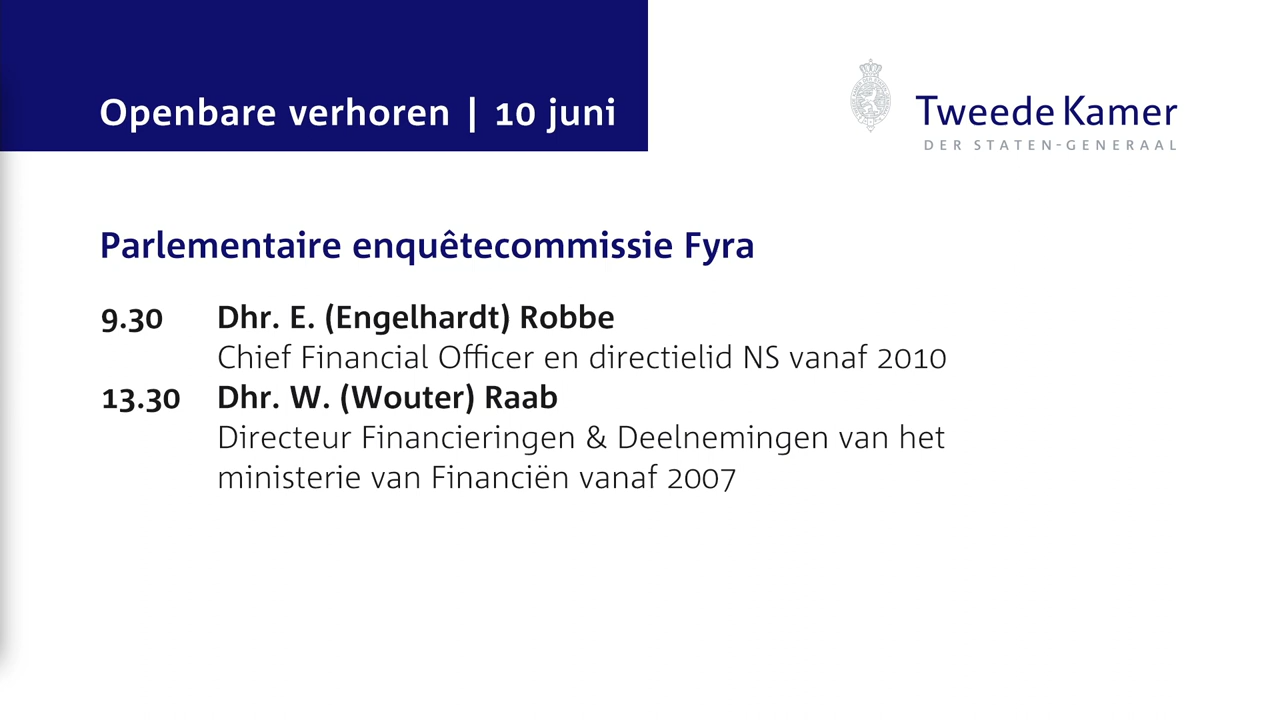 Openbare verhoren | 10 juni
Tweede Kamer
DER STATEN-GENERAAL
Parlementaire enquêtecommissie Fyra
9.30 Dhr. E. (Engelhardt) Robbe
Chief Financial Officer en directielid NS vanaf 2010
13.30 Dhr. W. (Wouter) Raab
Directeur Financieringen & Deelnemingen van het
ministerie van Financiën vanaf 2007